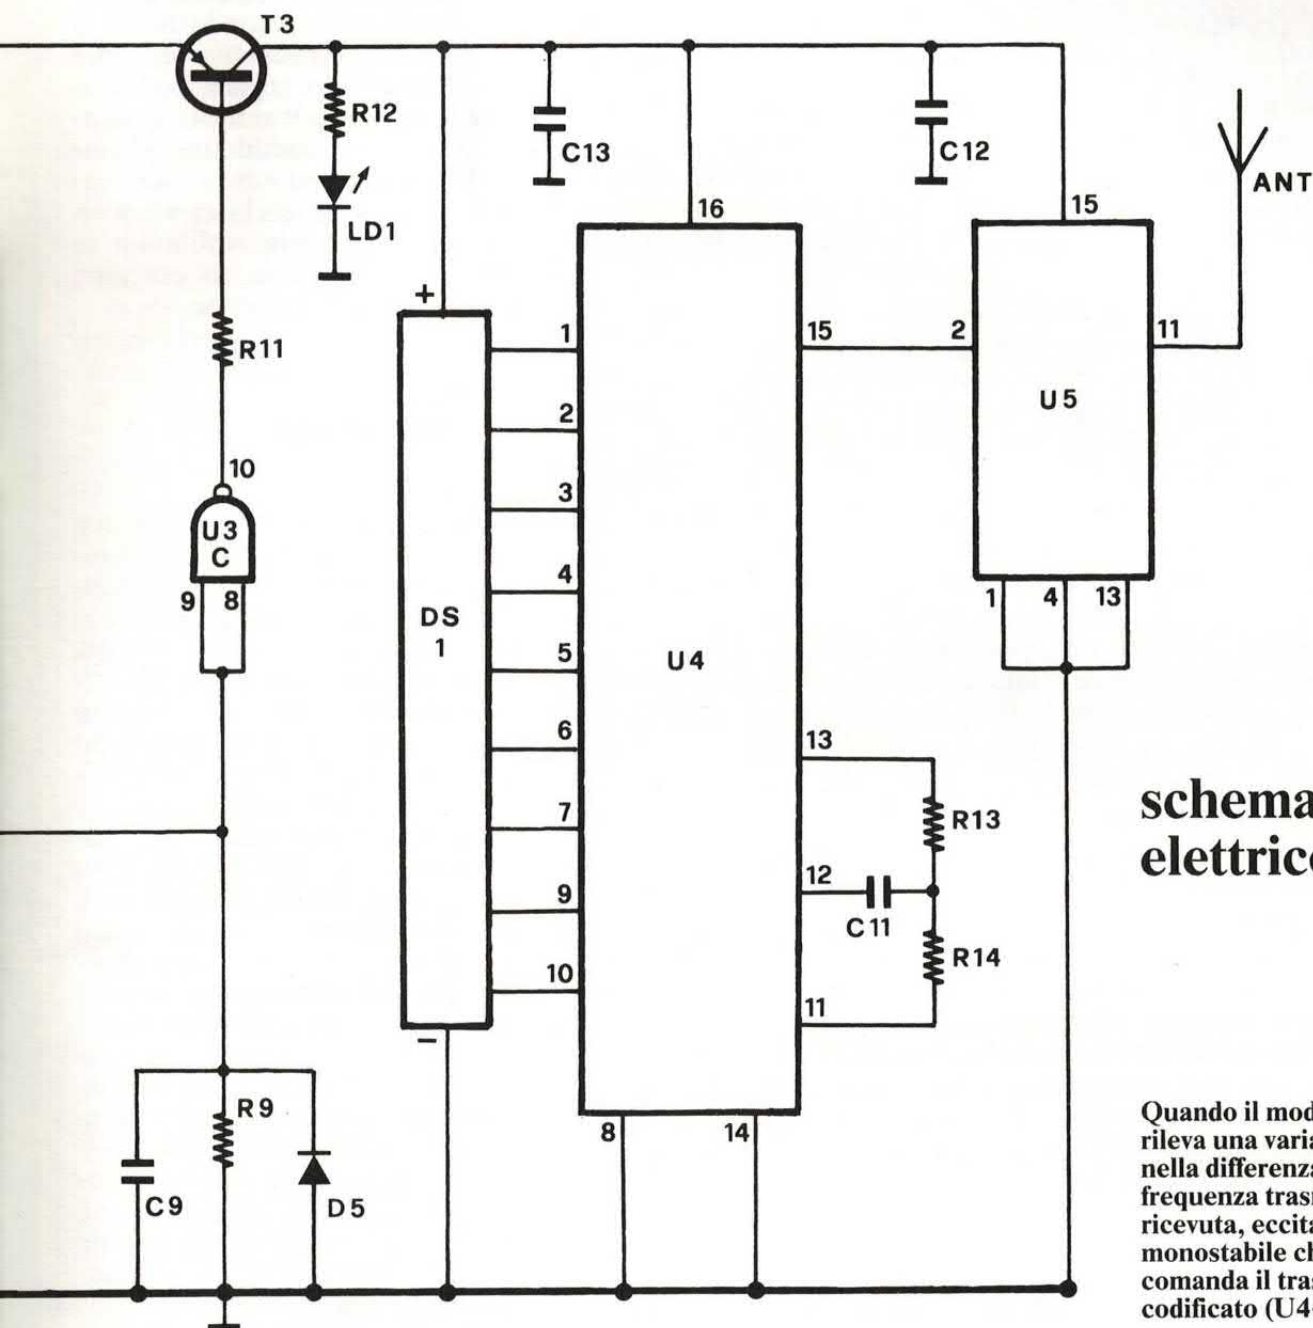 T3
R12
C13
C12
ANT
LD1
16
15
+
R11
1
15
2
11
U5
2
10
3
U3
C
4
9
8
1
4
13
DS
1
5
U4
6
13
7
R13
12
9
C11
R14
10
11
–
schema
Quando il mod
rileva una varia
nella differenza
R9
8
14
C9
D5
monostabile ch
comanda il tras
codificato (U4
frequenza tras
ricevuta, eccita